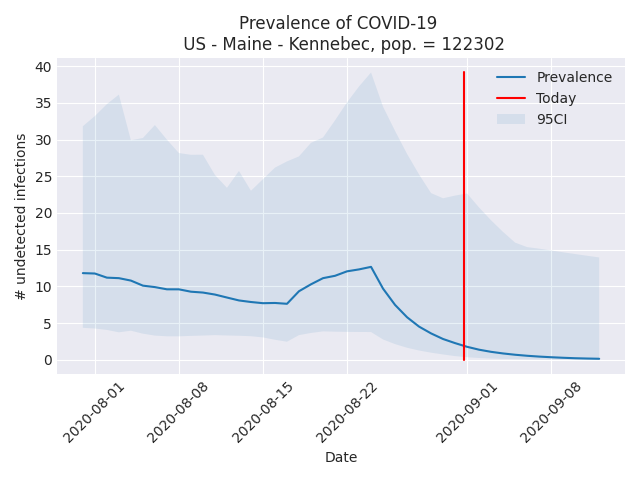 Prevalence of COVID-19
US - Maine - Kennebec, pop. = 122302
40
35
30
25
20
15
10
5
0
# undetected infections
Prevalence
Today
95CI
2020-08-01
2020-08-08
2020-08-15
2020-08-22
2020-09-01
2020-09-08
Date